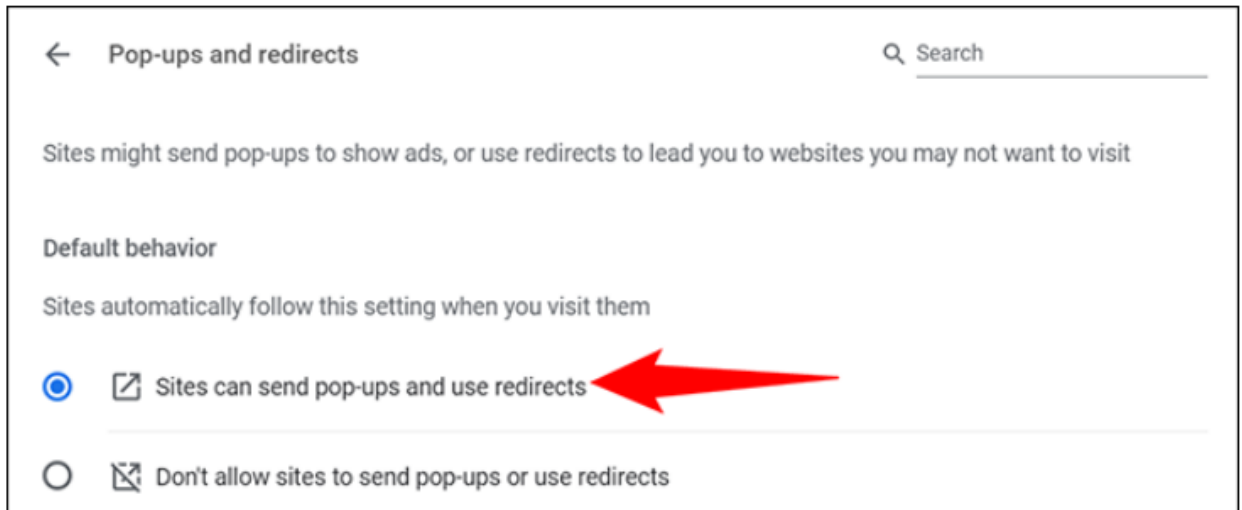 Pop-ups and redirects
Search
Sites might send pop-ups to show ads, or use redirects to lead you to websites you may not want to visit
Default behavior
Sites automatically follow this setting when you visit them
Sites can send pop-ups and use redirects
Don't allow sites to send pop-ups or use redirects